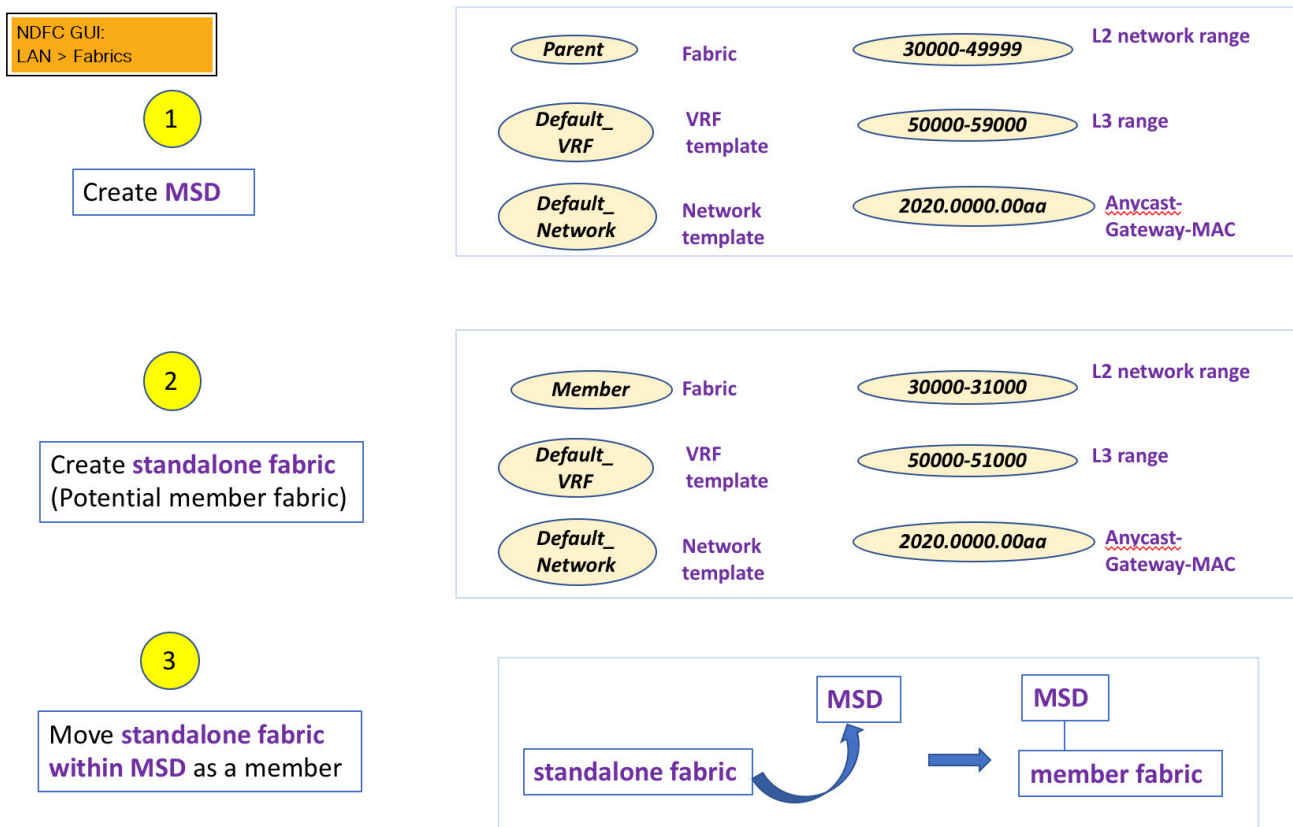 NDFC GUI:
LAN > Fabrics
1
Create MSD
Parent
Fabric
30000-49999
L2 network range
Default_
VRF
VRF
template
50000-59000
L3 range
Default_
Network
Network
template
2020.0000.00aa
Anycast-
Gateway-MAC
2
Create standalone fabric
(Potential member fabric)
Member
Fabric
30000-31000
L2 network range
Default_
VRF
VRF
template
50000-51000
L3 range
Default_
Network
Network
template
2020.0000.00aa
Anycast-
Gateway-MAC
3
Move standalone fabric
within MSD as a member
MSD
standalone fabric
MSD
member fabric